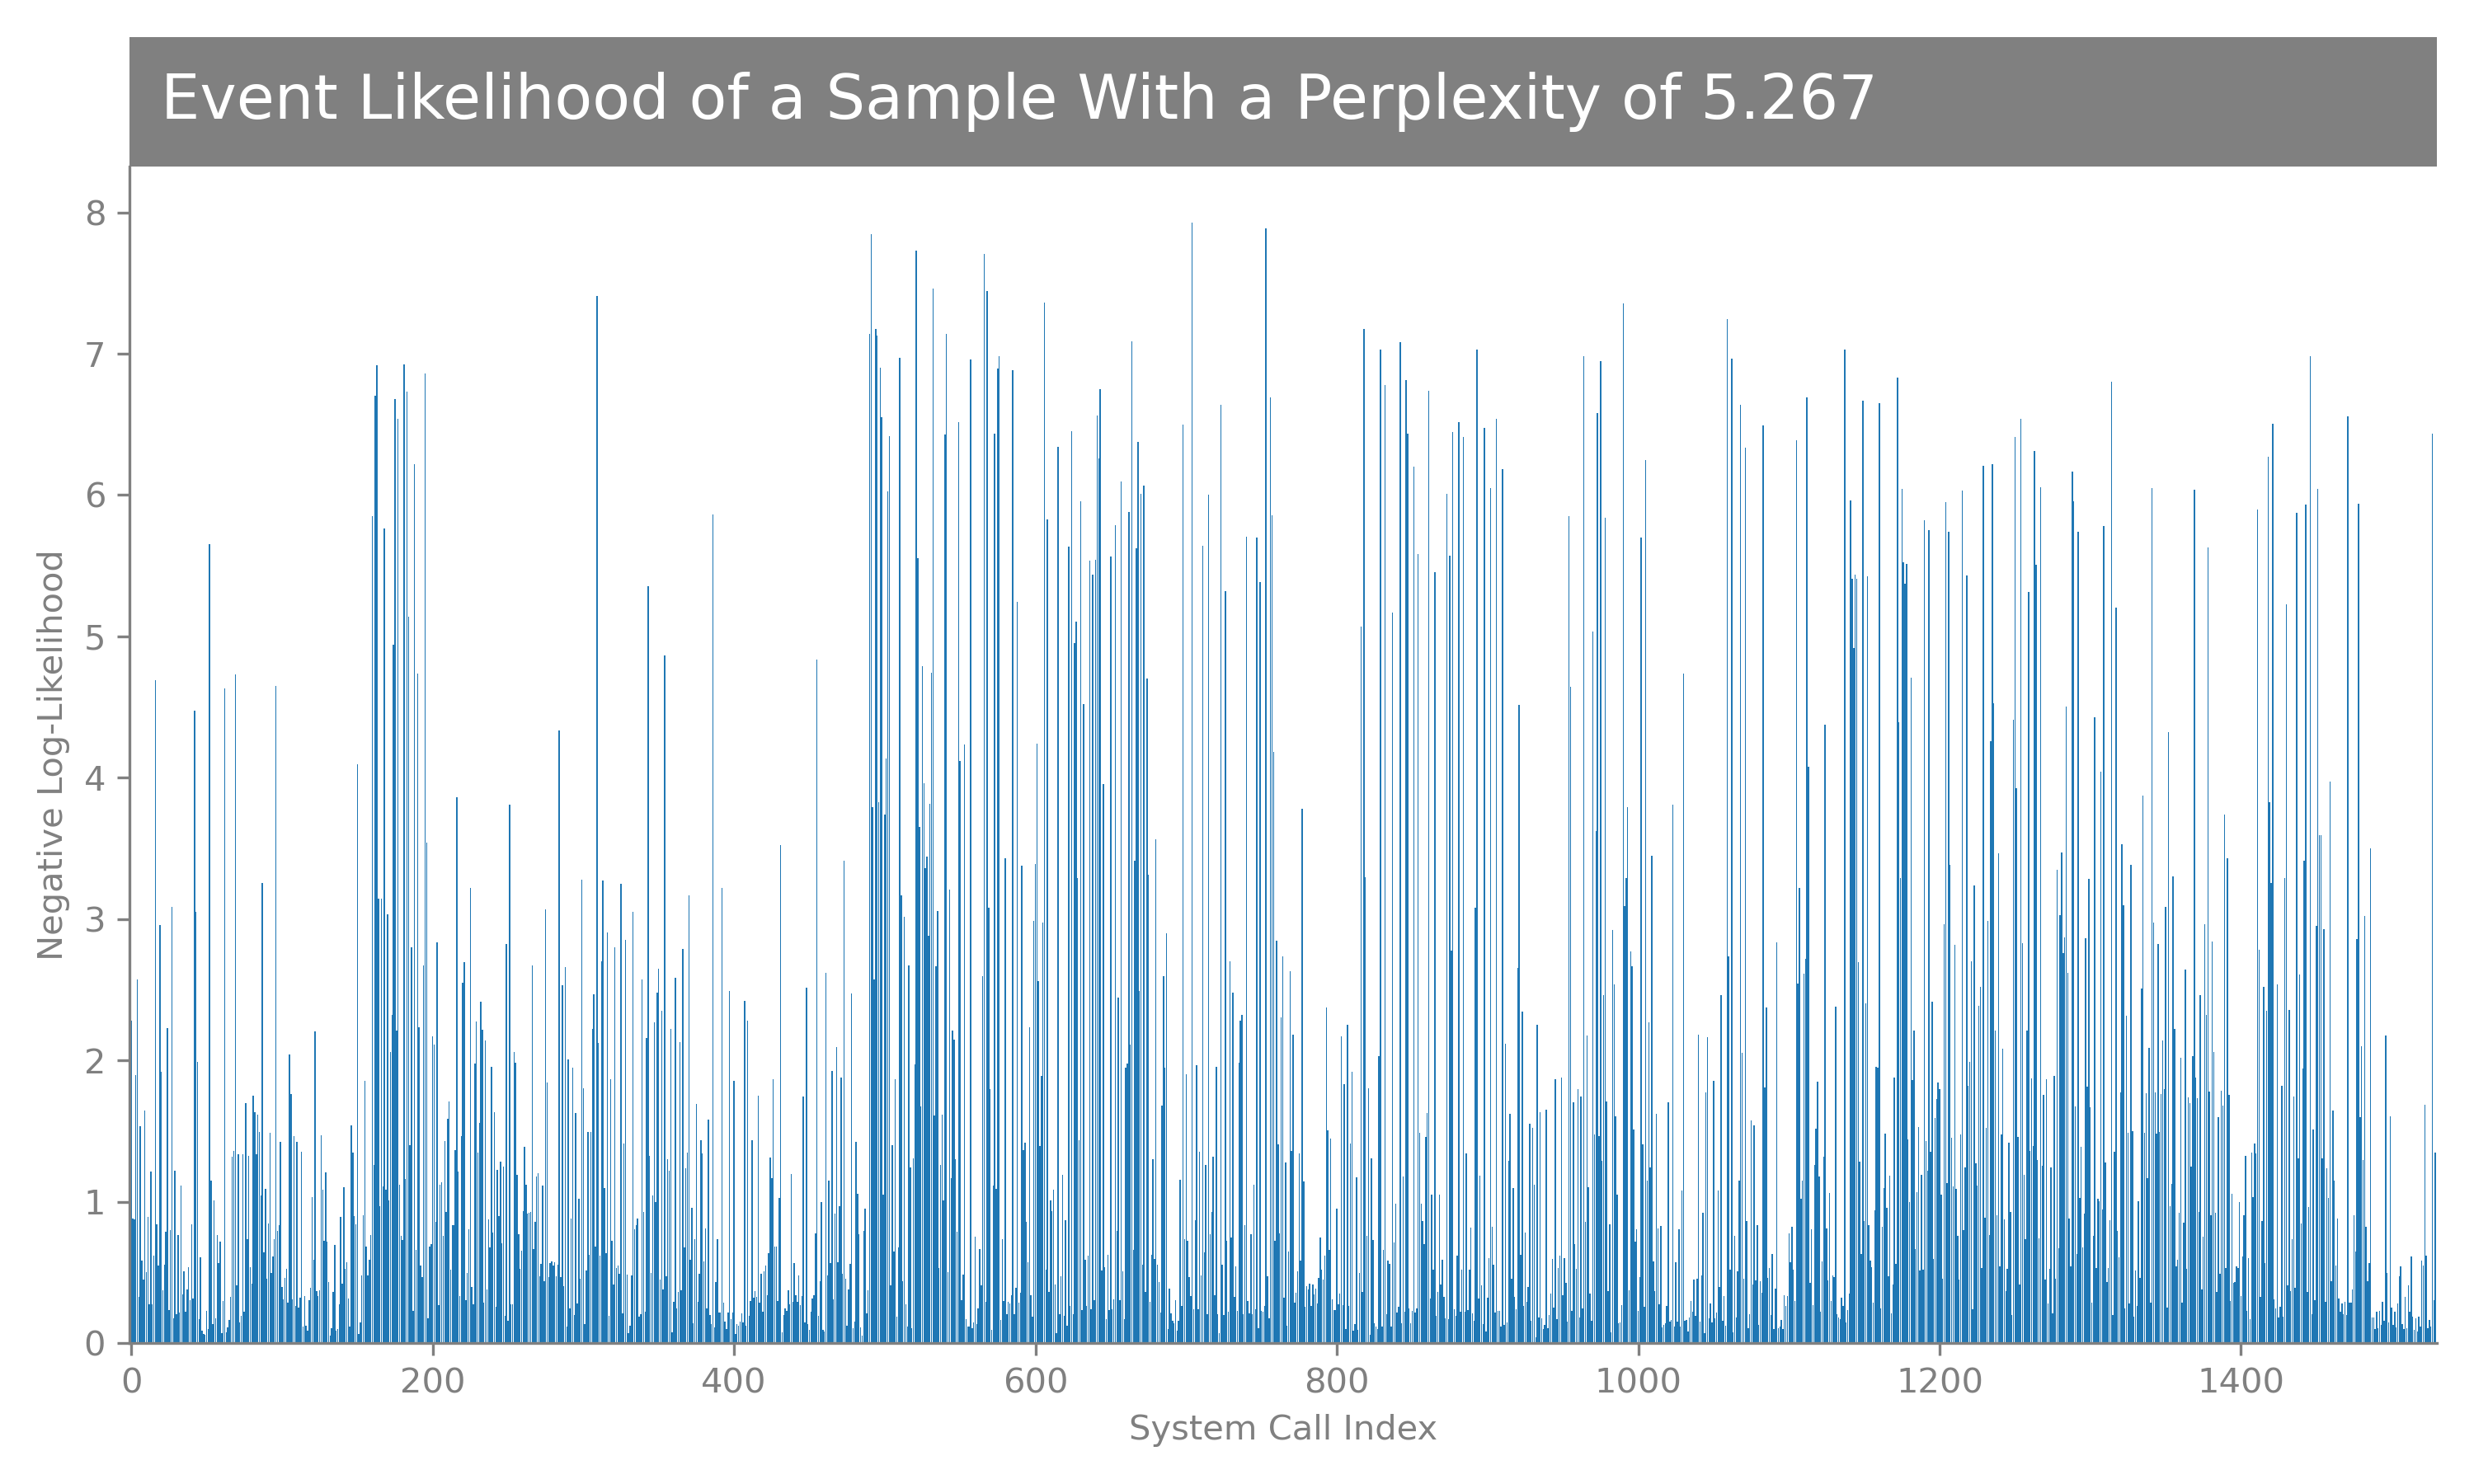 Event Likelihood of a Sample With a Perplexity of 5.267
8
7
6
5
4
3
2
1
0
Negative Log-Likelihood
0 200 400 600 800 1000 1200 1400
System Call Index